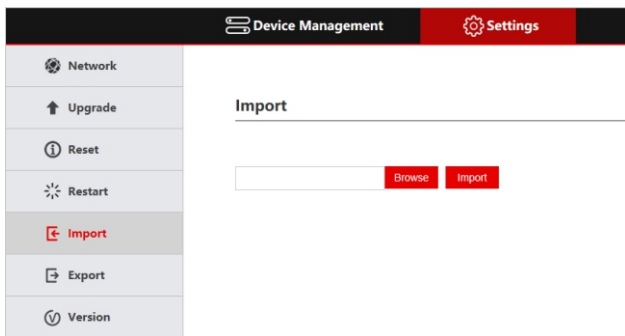 Device Management
Settings
Network
Upgrade
Reset
Restart
Import
Export
Version
Import
Browse
Import